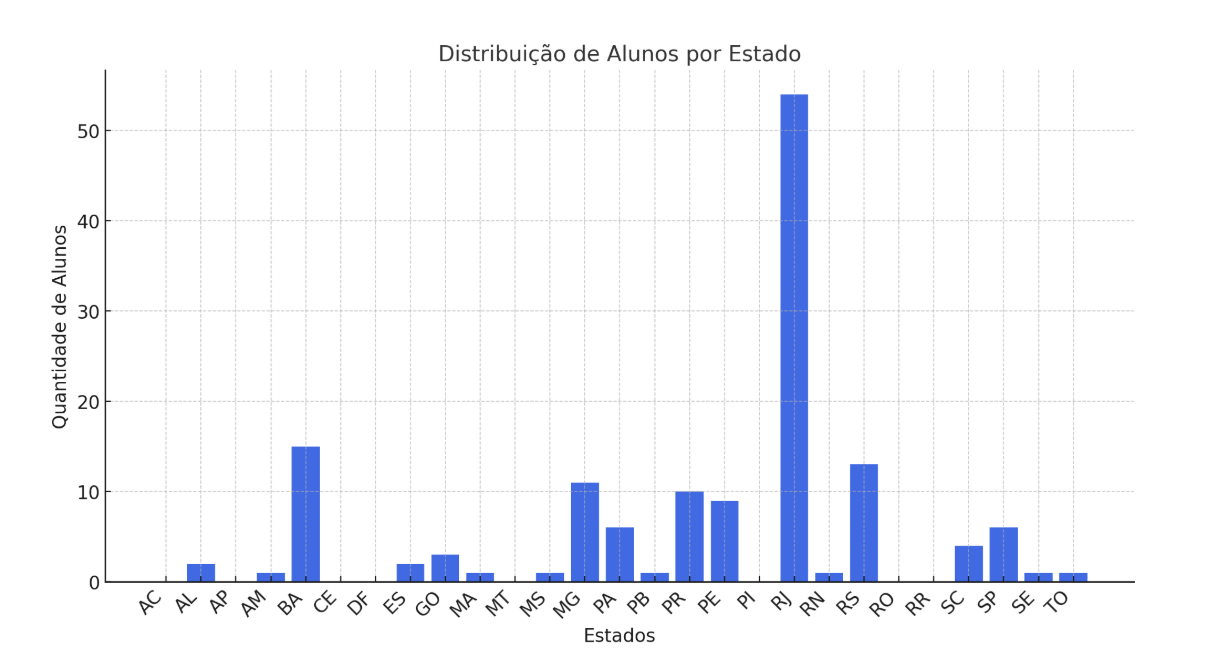 Distribuição de Alunos por Estado
Quantidade de Alunos
50
40
30
20
10
0
AC AL AP AM BA CE DF ES GO MA MT MS MG PA PB PR PE PI RJ RN RS RO RR SC SP SE TO
Estados